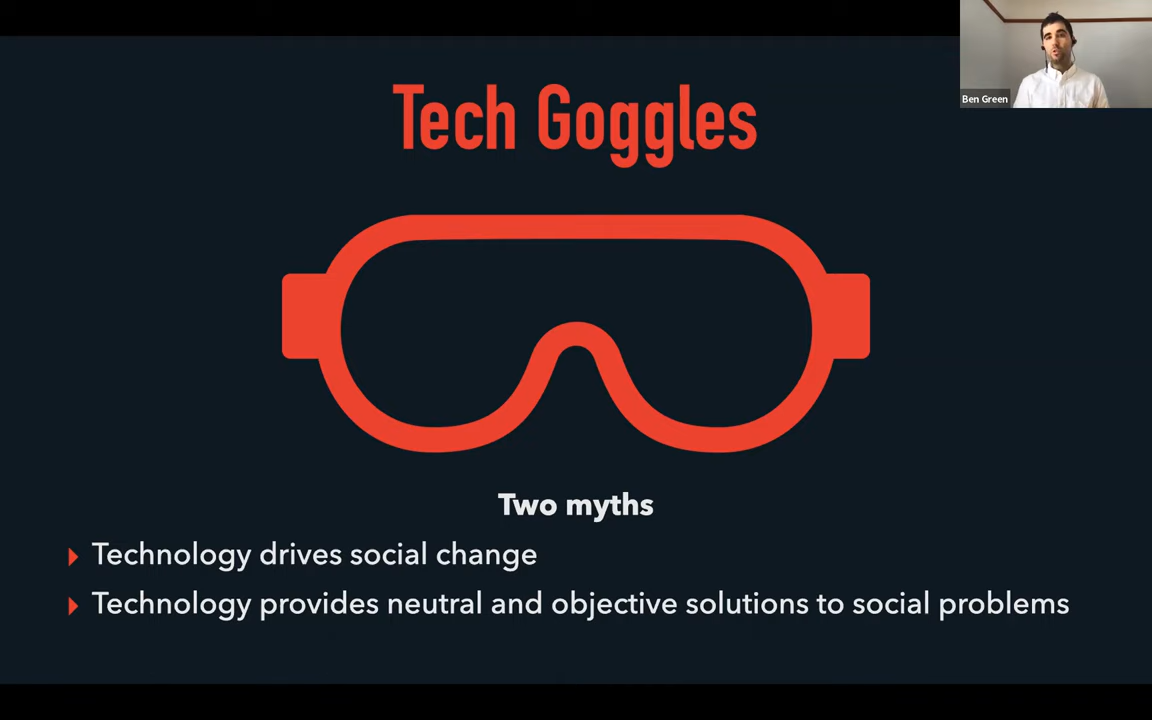 Tech Goggles
Ben Green
Two myths
Technology drives social change
Technology provides neutral and objective solutions to social problems